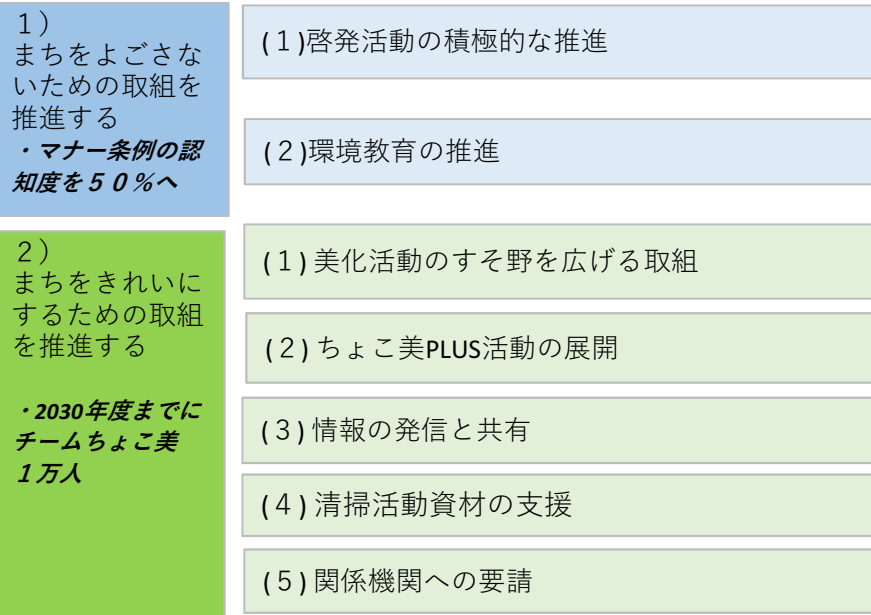 １）
まちをよごさな
いための取組を
推進する
・マナー条例の認
知度を５０％へ
(１)啓発活動の積極的な推進
(２)環境教育の推進
２）
まちをきれいに
するための取組
を推進する
・2030年度までに
チームちょこ美
１万人
(１) 美化活動のすそ野を広げる取組
(２) ちょこ美PLUS活動の展開
(３) 情報の発信と共有
(４) 清掃活動資材の支援
(５) 関係機関への要請